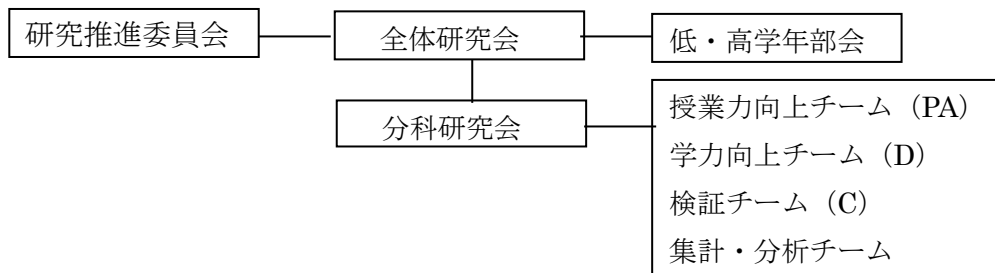 研究推進委員会
全体研究会
低・高学年部会
分科研究会
授業力向上チーム（PA）
学力向上チーム（D）
検証チーム（C）
集計・分析チーム